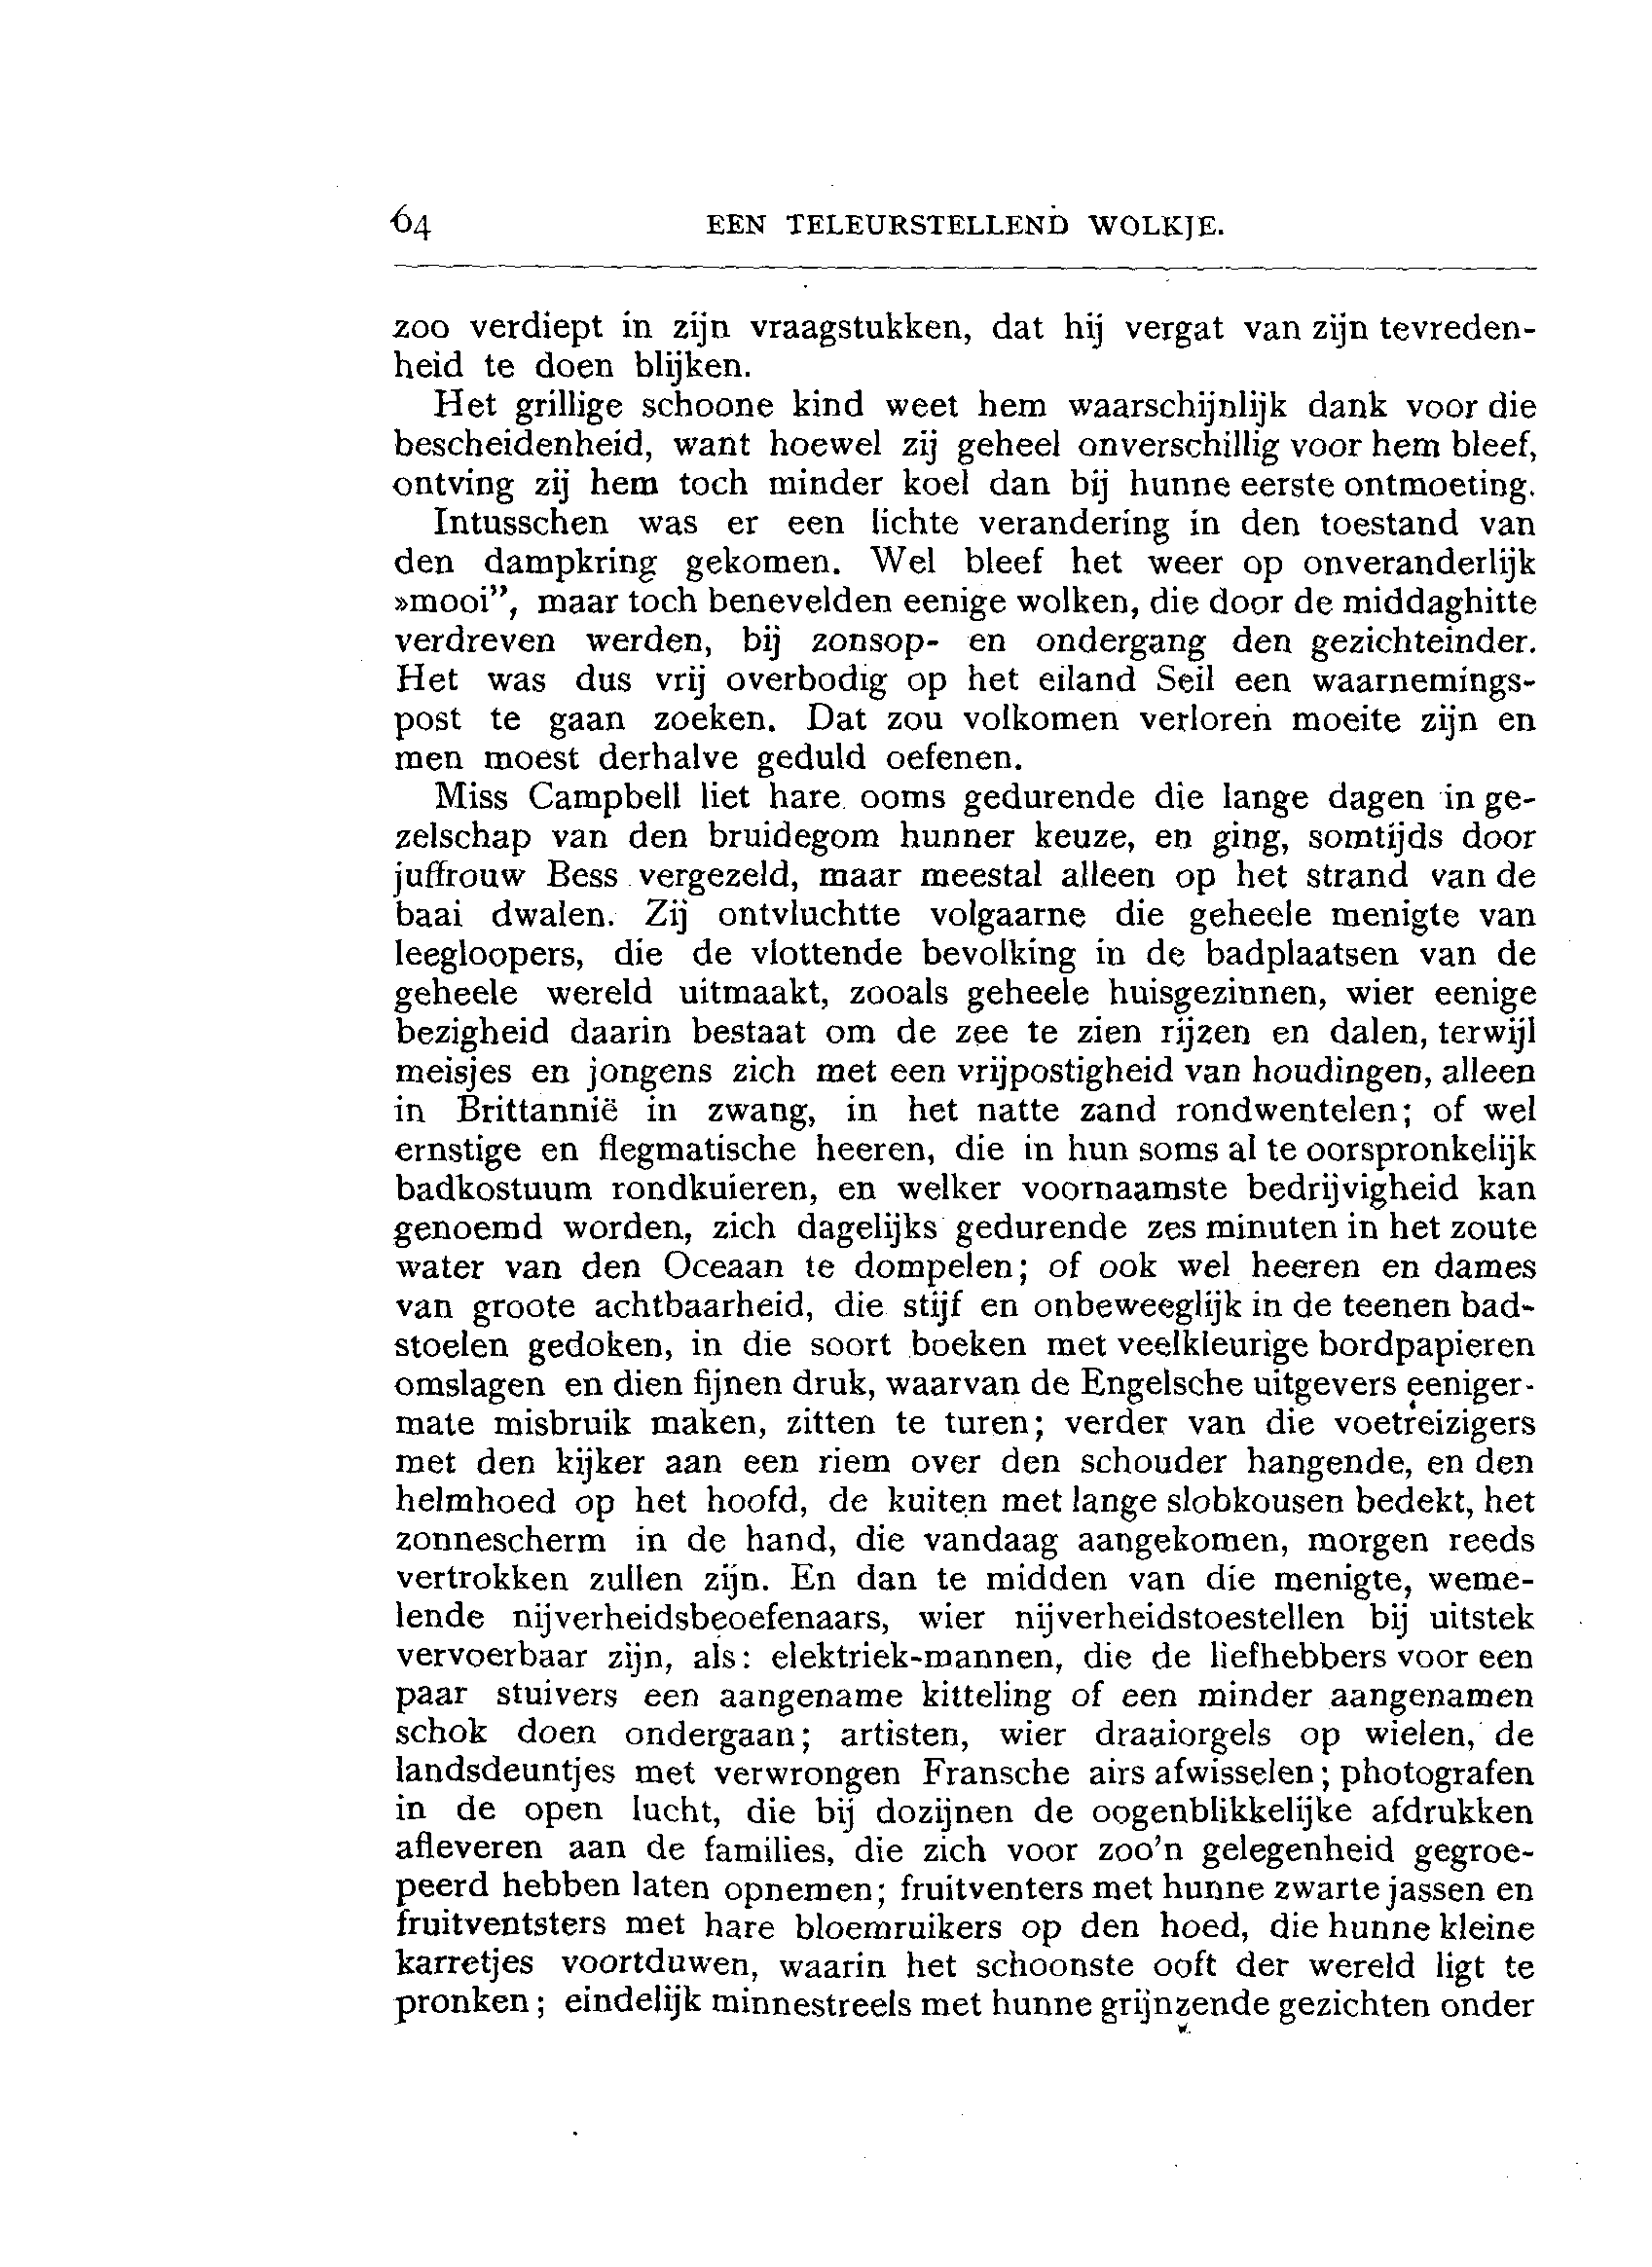 64 EEN TELEURSTELLEND WOLKJE.
zoo verdiept in zijn vraagstukken, dat hij vergat van zijn tevreden-
heid te doen blijken.
Het grillige schoone kind weet hem waarschijnlijk dank voor die
bescheidenheid, want hoewel zij geheel onverschillig voor hem bleef,
ontving zij hem toch minder koel dan bij hunne eerste ontmoeting.
Intusschen was er een lichte verandering in den toestand van
den dampkring gekomen. Wel bleef het weer op onveranderlijk
»mooi”, maar toch benevelden eenige wolken, die door de middaghitte
verdreven werden, bij zonsop- en ondergang den gezichteinder.
Het was dus vrij overbodig op het eiland Seil een waarnemings-
post te gaan zoeken. Dat zou volkomen verloren moeite zijn en
men moest derhalve geduld oefenen.
Miss Campbell liet hare ooms gedurende die lange dagen in ge-
zelschap van den bruidegom hunner keuze, en ging, somtijds door
juffrouw Bess vergezeld, maar meestal alleen op het strand van de
baai dwalen. Zij ontvluchtte volgaarne die geheele menigte van
leegloopers, die de vlottende bevolking in de badplaatsen van de
geheele wereld uitmaakt, zooals geheele huisgezinnen, wier eenige
bezigheid daarin bestaat om de zee te zien rijzen en dalen, terwijl
meisjes en jongens zich met een vrijpostigheid van houdingen, alleen
in Brittannië in zwang, in het natte zand rondwentelen; of wel
ernstige en flegmatische heeren, die in hun soms al te oorspronkelijk
badkostuum rondkuieren, en welker voornaamste bedrijvigheid kan
genoemd worden, zich dagelijks gedurende zes minuten in het zoute
water van den Oceaan te dompelen; of ook wel heeren en dames
van groote achtbaarheid, die stijf en onbeweeglijk in de teenen bad-
stoelen gedoken, in die soort boeken met veelkleurige bordpapieren
omslagen en dien fijnen druk, waarvan de Engelsche uitgevers eeniger-
mate misbruik maken, zitten te turen; verder van die voetreizigers
met den kijker aan een riem over den schouder hangende, en den
helmhoed op het hoofd, de kuiten met lange slobkousen bedekt, het
zonnescherm in de hand, die vandaag aangekomen, morgen reeds
vertrokken zullen zijn. En dan te midden van die menigte, weme-
lende nijverheidsbeoefenaars, wier nijverheidstoestellen bij uitstek
vervoerbaar zijn, als: elektriek-mannen, die de liefhebbers voor een
paar stuivers een aangename kitteling of een minder aangenamen
schok doen ondergaan; artisten, wier draaiorgels op wielen, de
landsdeuntjes met verwrongen Fransche airs afwisselen; photografen
in de open lucht, die bij dozijnen de oogenblikkelijke afdrukken
afleveren aan de families, die zich voor zoo’n gelegenheid gegroe-
peerd hebben laten opnemen; fruitventers met hunne zwarte jassen en
fruitventsters met hare bloemruikers op den hoed, die hunne kleine
karretjes voortduwen, waarin het schoonste ooft der wereld ligt te
pronken; eindelijk minnestreels met hunne grijnzende gezichten onder